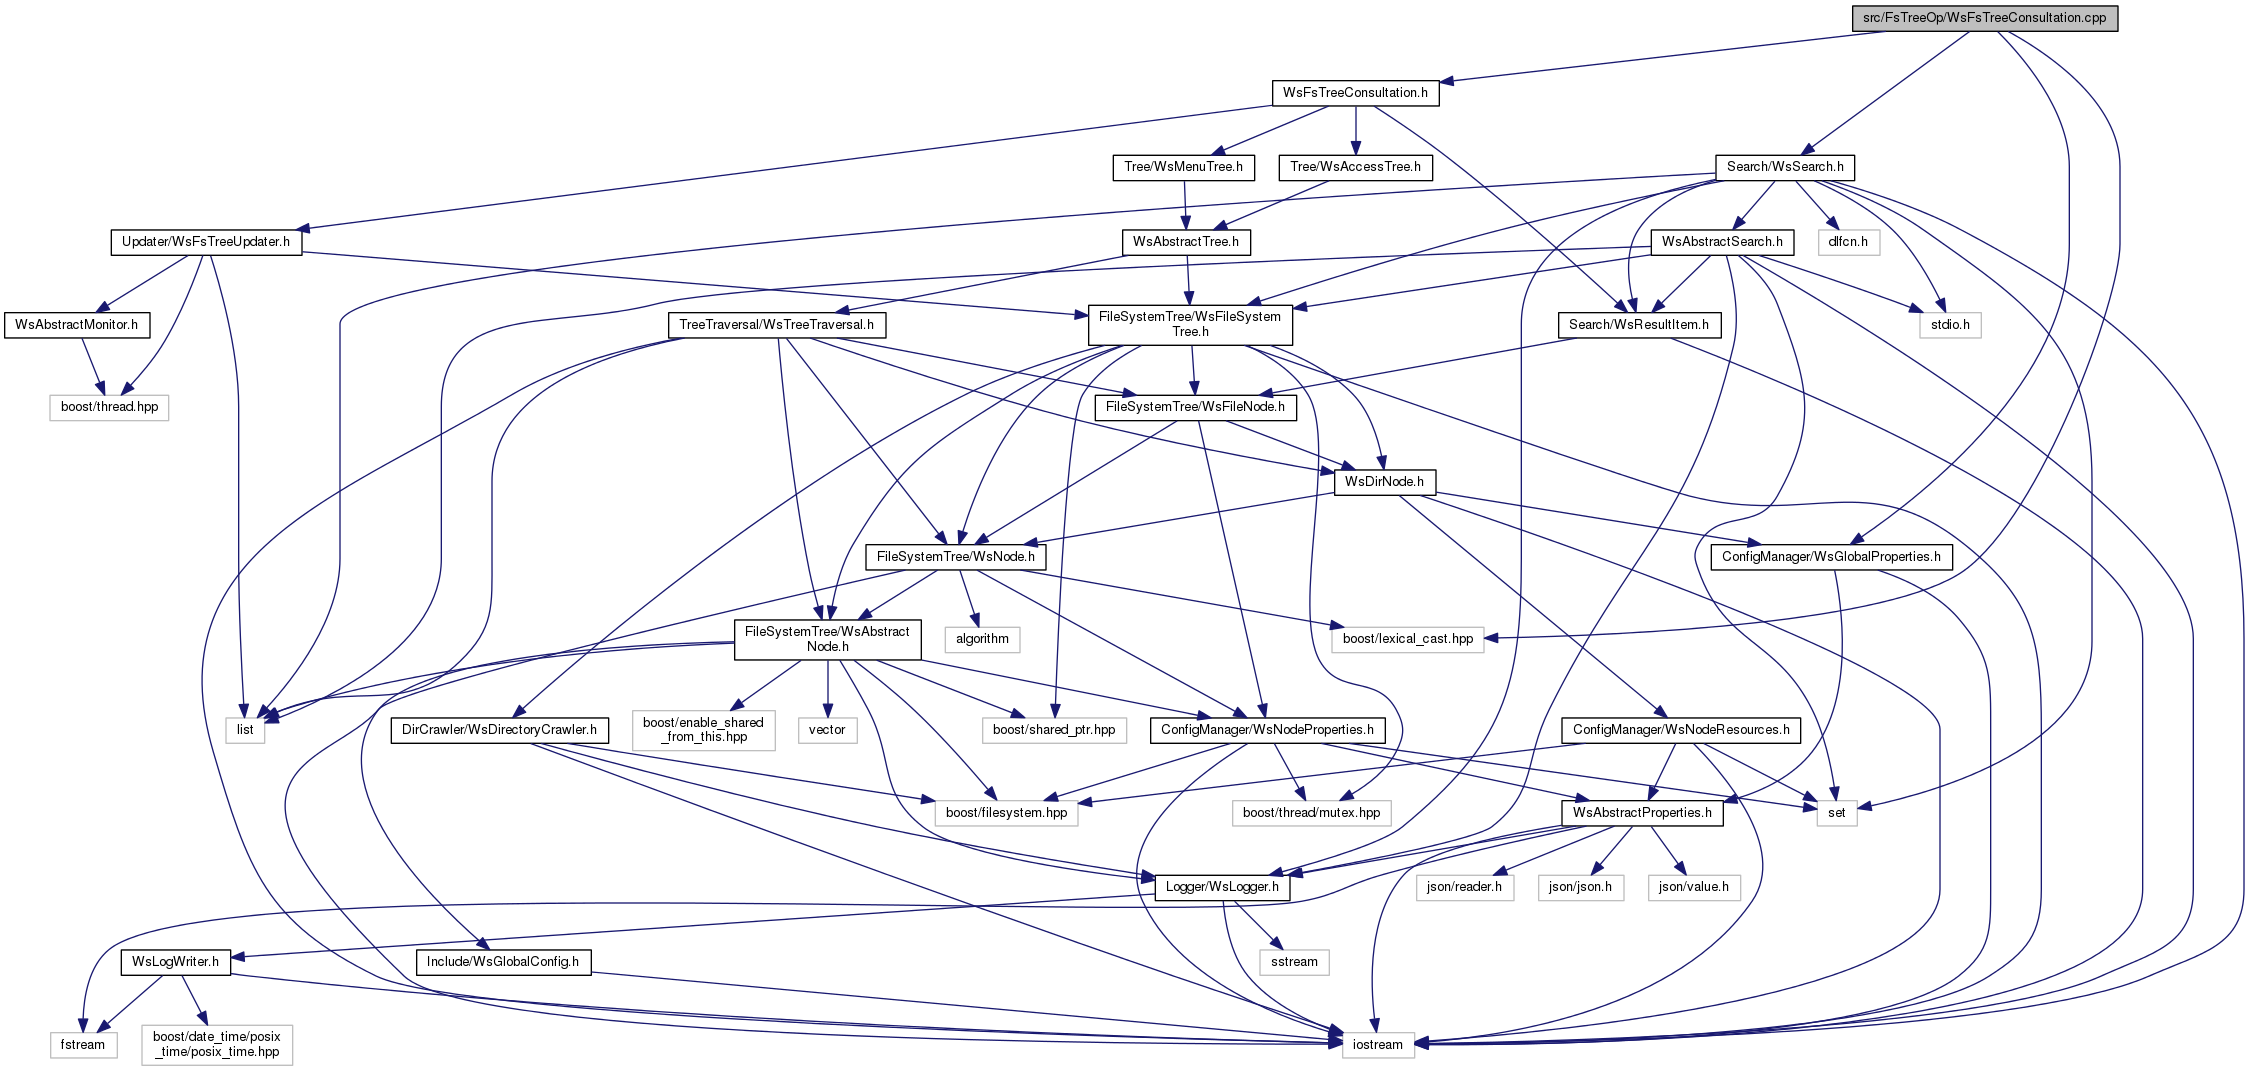 src/FsTreeOp/WsFsTreeConsultation.cpp
WsFsTreeConsultation.h
Tree/WsMenuTree.h
Tree/WsAccessTree.h
Search/WsSearch.h
Updater/WsFsTreeUpdater.h
WsAbstractTree.h
WsAbstractSearch.h
dlfcn.h
WsAbstractMonitor.h
TreeTraversal/WsTreeTraversal.h
FileSystemTree/WsFileSystem
Tree.h
Search/WsResultItem.h
stdio.h
boost/thread.hpp
FileSystemTree/WsFileNode.h
WsDirNode.h
FileSystemTree/WsNode.h
ConfigManager/WsGlobalProperties.h
FileSystemTree/WsAbstract
Node.h
algorithm
boost/lexical_cast.hpp
list
DirCrawler/WsDirectoryCrawler.h
boost/enable_shared
_from_this.hpp
vector
boost/shared_ptr.hpp
ConfigManager/WsNodeProperties.h
ConfigManager/WsNodeResources.h
boost/filesystem.hpp
boost/thread/mutex.hpp
WsAbstractProperties.h
set
Logger/WsLogger.h
json/reader.h
json/json.h
json/value.h
WsLogWriter.h
Include/WsGlobalConfig.h
sstream
fstream
boost/date_time/posix
_time/posix_time.hpp
iostream